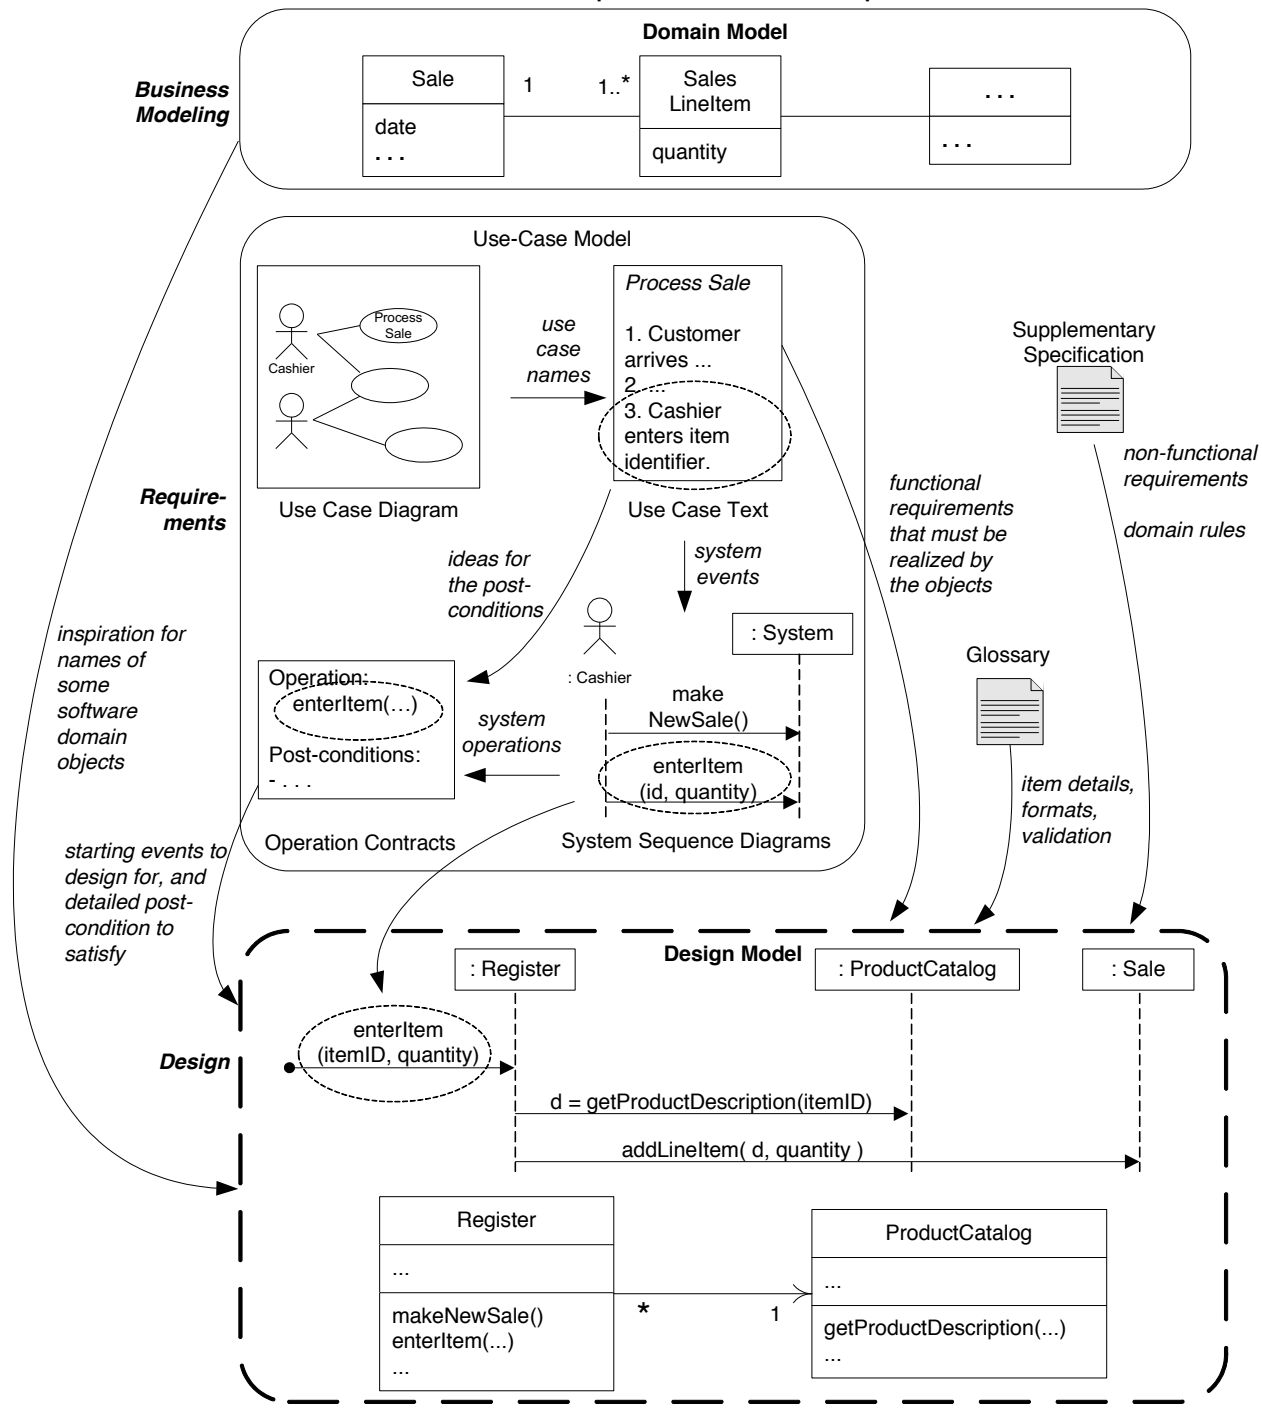 Domain Model
Business
Modeling
Sale
1
1..*
Sales
LineItem
. . .
date
. . .
quantity
. . .
Use-Case Model
Process
Sale
Cashier
Use Case Diagram
use
case
names
Process Sale
1. Customer
arrives ...
2. ...
3. Cashier
enters item
identifier.
Use Case Text
Supplementary
Specification
non-functional
requirements
domain rules
Require-
ments
functional
requirements
that must be
realized by
the objects
ideas for
the post-
conditions
system
events
: Cashier
: System
make
NewSale()
enterItem
(id, quantity)
System Sequence Diagrams
Operation:
enterItem(…)
Post-conditions:
- . . .
Operation Contracts
system
operations
Glossary
item details,
formats,
validation
inspiration for
names of
some
software
domain
objects
starting events to
design for, and
detailed post-
condition to
satisfy
Design Model
: Register
: ProductCatalog
: Sale
Design
enterItem
(itemID, quantity)
d = getProductDescription(itemID)
addLineItem( d, quantity )
Register
...
makeNewSale()
enterItem(...)
...
*
1
ProductCatalog
...
getProductDescription(...)
...